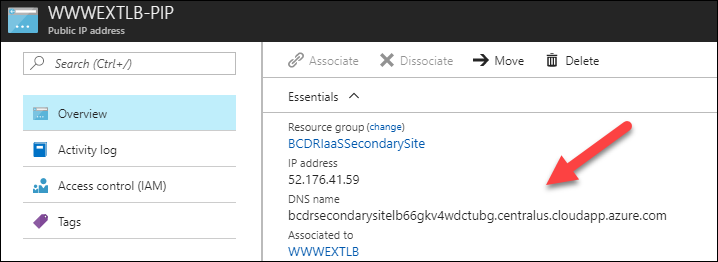 WWWEXTLB-PIP
Public IP address
Search (Ctrl+/)
Overview
Activity log
Access control (IAM)
Tags
Associate Dissociate Move Delete
Essentials
Resource group (change)
BCDRIaaSSecondarySite
IP address
52.176.41.59
DNS name
bcdrsecondarysitelb66gkv4wdctubg.centralus.cloudapp.azure.com
Associated to
WWWEXTLB